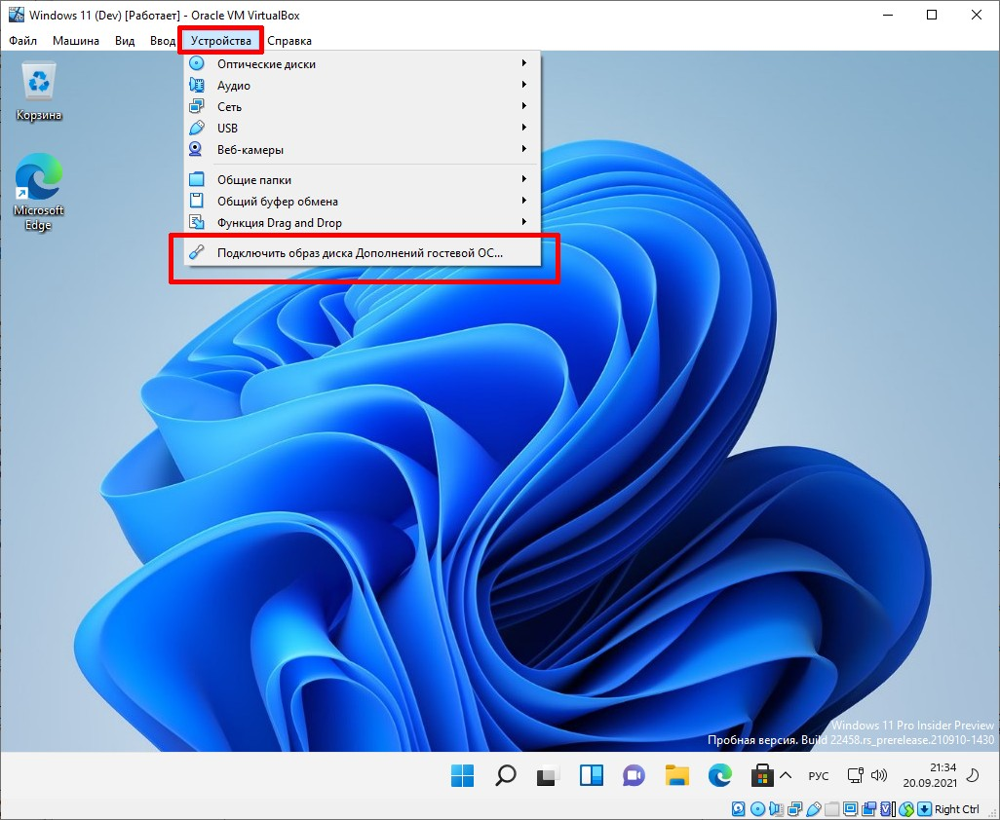 Windows 11 (Dev) [Работает] - Oracle VM VirtualBox
Файл Машина Вид Ввод Устройства Справка
Корзина
Microsoft
Edge
Оптические диски
Аудио
Сеть
USB
Веб-камеры
Общие папки
Общий буфер обмена
Функция Drag and Drop
Подключить образ диска Дополнений гостевой ОС...
Windows 11 Pro Insider Preview
Пробная версия. Build 22458.rs_prerelease.210910-1430
РУС
21:34
20.09.2021
Right Ctrl